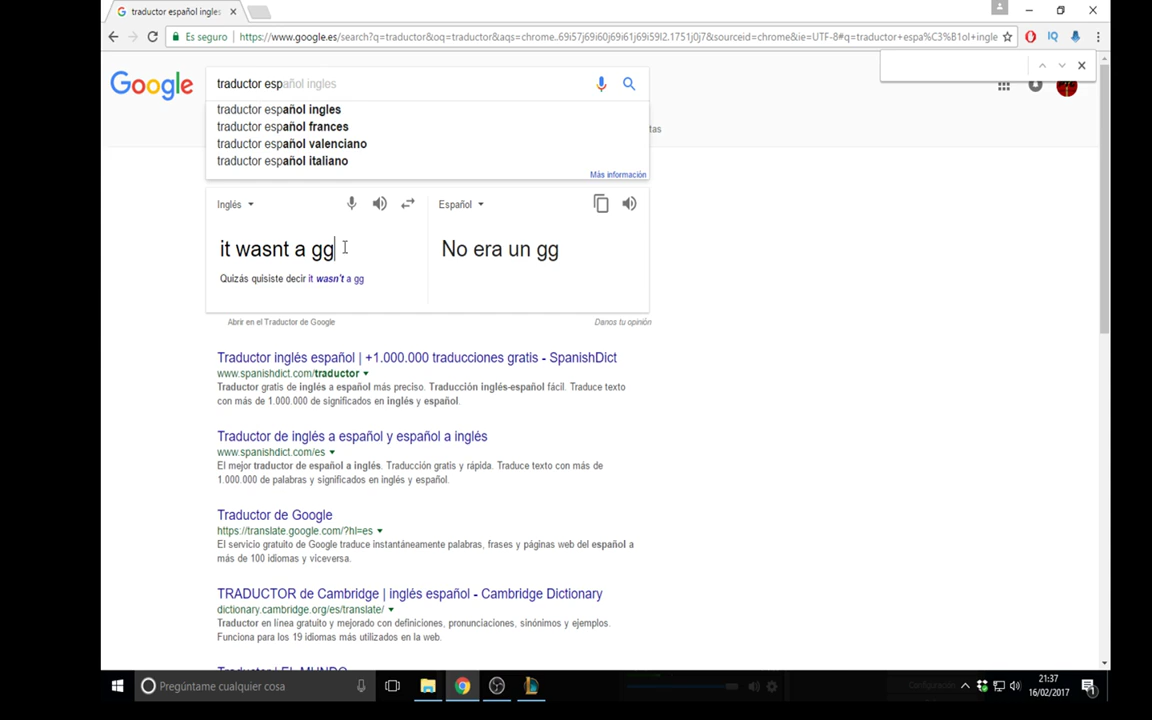 traductor español ingles
Es seguro
https://www.google.es/search?q=traductor&oq=traductor&aqs=chrome..69i57j69i60j69i61j69i59l2.1751j0j7&sourceid=chrome&ie=UTF-8#q=traductor+espa%C3%B1ol+ingle
IQ
Google
traductor español ingles
traductor español ingles
traductor español frances
traductor español valenciano
traductor español italiano
Más información
tas
Inglés
Español
it wasnt a gg
No era un gg
Quizás quisiste decir it wasn't a gg
Abrir en el Traductor de Google
Danos tu opinión
Traductor inglés español | +1.000.000 traducciones gratis - SpanishDict
www.spanishdict.com/traductor
Traductor gratis de inglés a español más preciso. Traducción inglés-español fácil. Traduce texto
con más de 1.000.000 de significados en inglés y español.
Traductor de inglés a español y español a inglés
www.spanishdict.com/es
El mejor traductor de español a inglés. Traducción gratis y rápida. Traduce texto con más de
1.000.000 de palabras y significados en inglés y español.
Traductor de Google
https://translate.google.com/?hl=es
El servicio gratuito de Google traduce instantáneamente palabras, frases y páginas web del español a
más de 100 idiomas y viceversa.
TRADUCTOR de Cambridge | inglés español - Cambridge Dictionary
dictionary.cambridge.org/es/translate/
Traductor en línea gratuito y mejorado con definiciones, pronunciaciones, sinónimos y ejemplos.
Funciona para los 19 idiomas más utilizados en la web.
Traductor | EL MUNDO
Pregúntame cualquier cosa
Configuración
21:37
16/02/2017